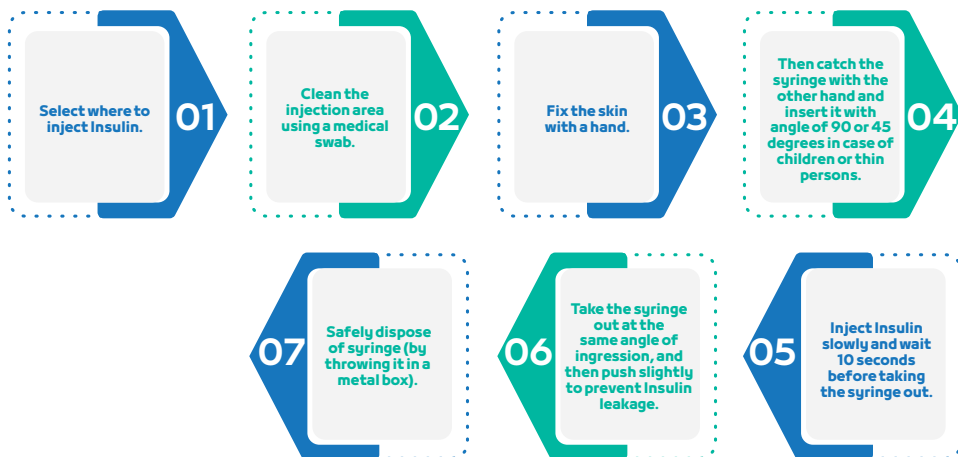 Select where to
inject Insulin.
01
Clean the
injection area
using a medical
swab.
02
Fix the skin
with a hand.
03
Then catch the
syringe with the
other hand and
insert it with
angle of 90 or 45
degrees in case of
children or thin
persons.
04
05
Inject Insulin
slowly and wait
10 seconds
before taking
the syringe out.
06
Take the syringe
out at the
same angle of
ingression, and
then push slightly
to prevent Insulin
leakage.
07
Safely dispose
of syringe (by
throwing it in a
metal box).